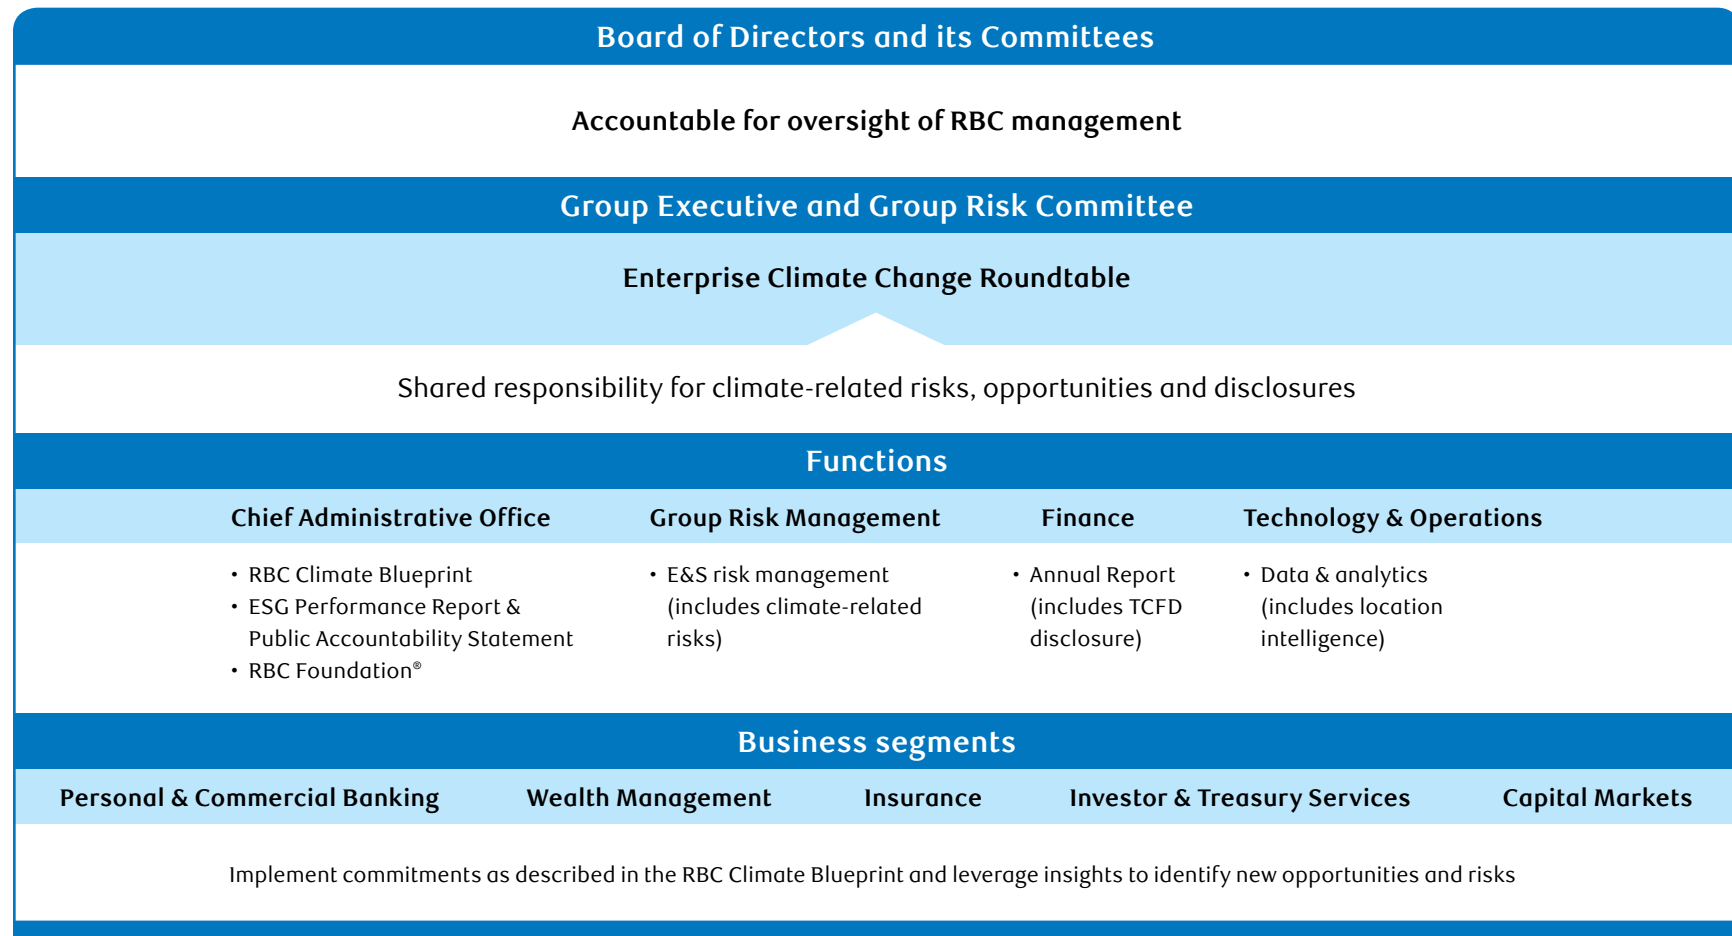 Board of Directors and its Committees
Accountable for oversight of RBC management
Group Executive and Group Risk Committee
Enterprise Climate Change Roundtable
Shared responsibility for climate-related risks, opportunities and disclosures
Functions
Chief Administrative Office
• RBC Climate Blueprint
• ESG Performance Report &
Public Accountability Statement
• RBC Foundation®
Group Risk Management
• E&S risk management
(includes climate-related
risks)
Finance
• Annual Report
(includes TCFD
disclosure)
Technology & Operations
• Data & analytics
(includes location
intelligence)
Business segments
Personal & Commercial Banking
Wealth Management
Insurance
Investor & Treasury Services
Capital Markets
Implement commitments as described in the RBC Climate Blueprint and leverage insights to identify new opportunities and risks